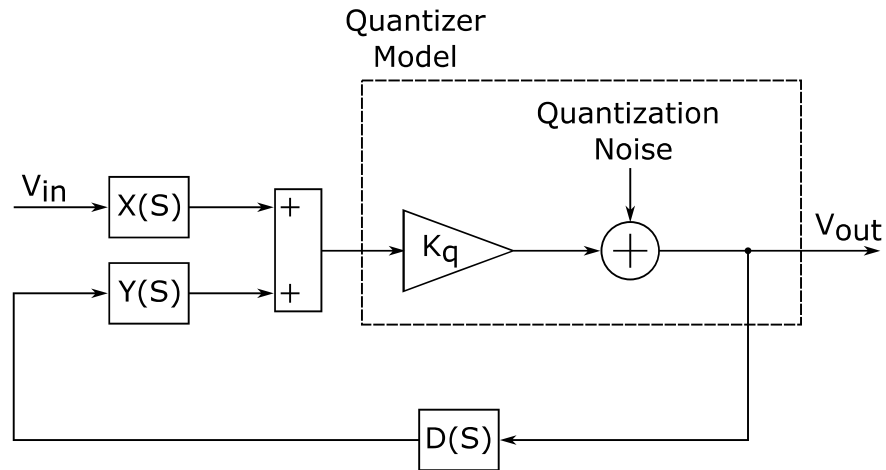 Quantizer
Model
Quantization
Noise
Vin
X(S)
+
Kq
Vout
Y(S)
+
D(S)